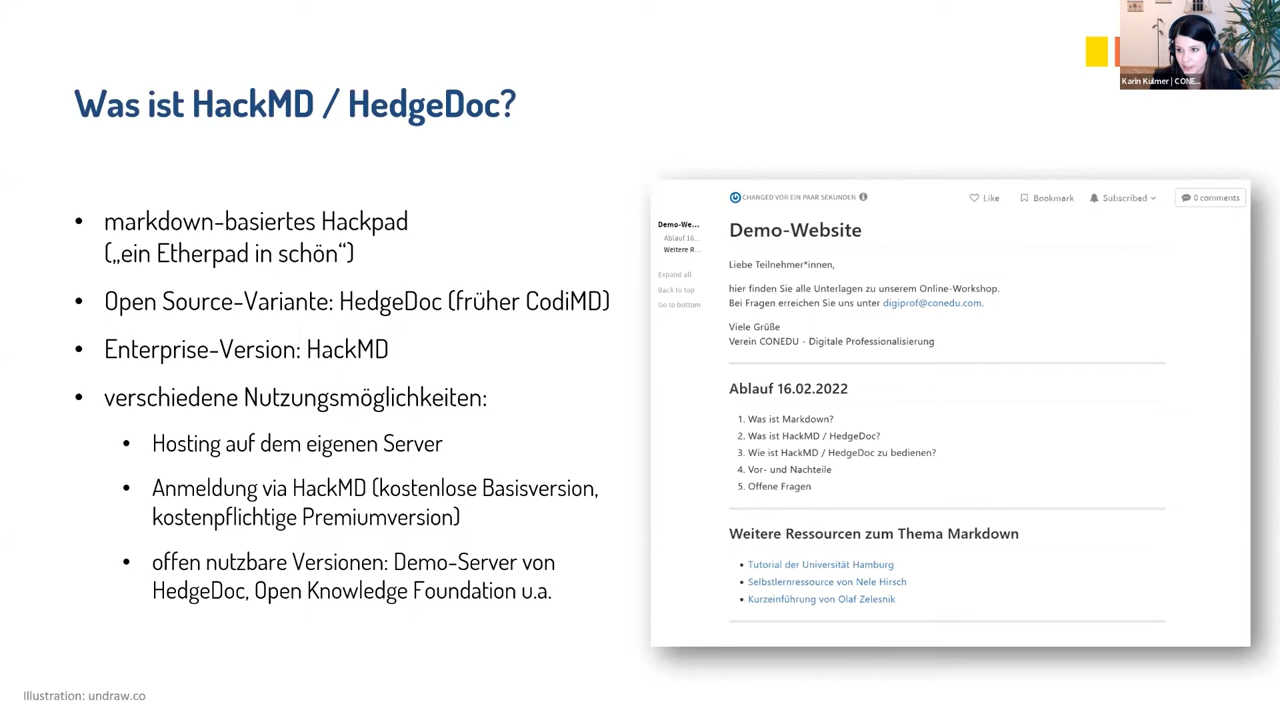 Karin Kulmer | CONE...
Was ist HackMD / HedgeDoc?
• markdown-basiertes Hackpad
(„ein Etherpad in schön“)
• Open Source-Variante: HedgeDoc (früher CodiMD)
• Enterprise-Version: HackMD
• verschiedene Nutzungsmöglichkeiten:
• Hosting auf dem eigenen Server
• Anmeldung via HackMD (kostenlose Basisversion,
kostenpflichtige Premiumversion)
• offen nutzbare Versionen: Demo-Server von
HedgeDoc, Open Knowledge Foundation u.a.
CHANGED VOR EIN PAAR SEKUNDEN
Like
Bookmark
Subscribed
0 comments
Demo-We...
Ablauf 16...
Weitere R...
Expand all
Back to top
Go to bottom
Demo-Website
Liebe Teilnehmer*innen,
hier finden Sie alle Unterlagen zu unserem Online-Workshop.
Bei Fragen erreichen Sie uns unter digiprof@conedu.com.
Viele Grüße
Verein CONEDU - Digitale Professionalisierung
Ablauf 16.02.2022
1. Was ist Markdown?
2. Was ist HackMD / HedgeDoc?
3. Wie ist HackMD / HedgeDoc zu bedienen?
4. Vor- und Nachteile
5. Offene Fragen
Weitere Ressourcen zum Thema Markdown
• Tutorial der Universität Hamburg
• Selbstlernressource von Nele Hirsch
• Kurzeinführung von Olaf Zelesnik
Illustration: undraw.co